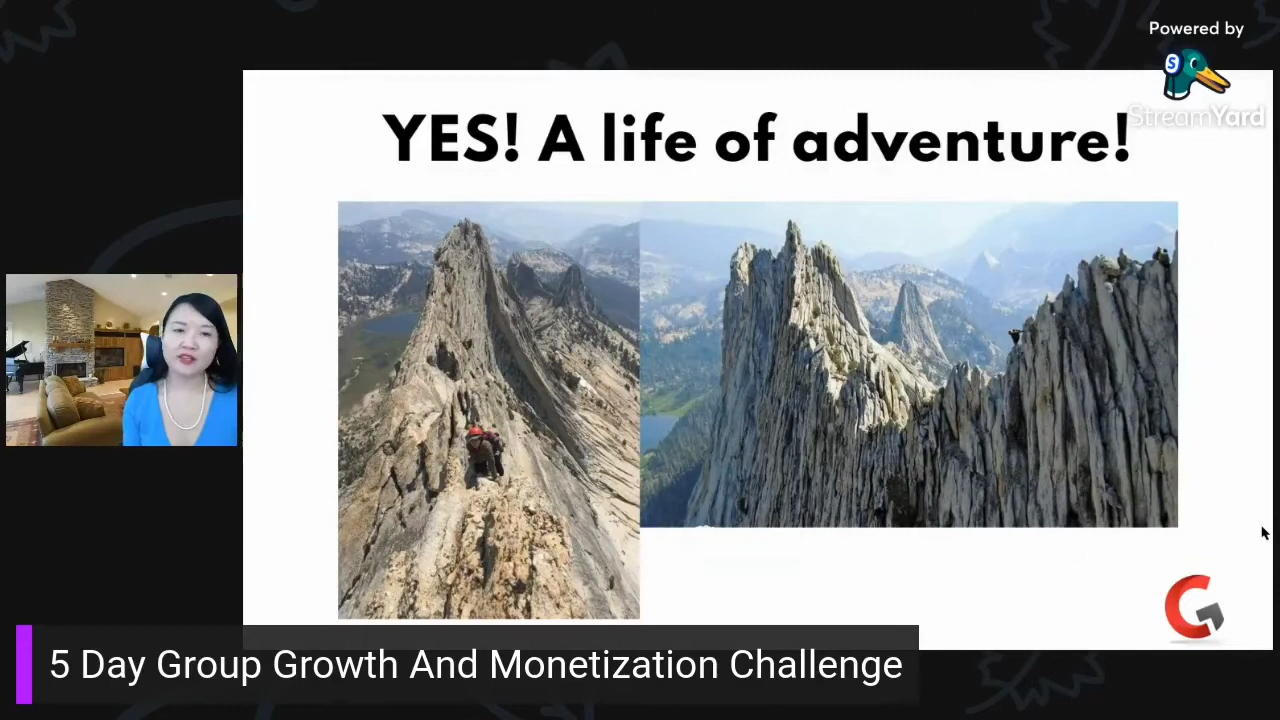 Powered by
S
StreamYard
YES! A life of adventure!
G
5 Day Group Growth And Monetization Challenge